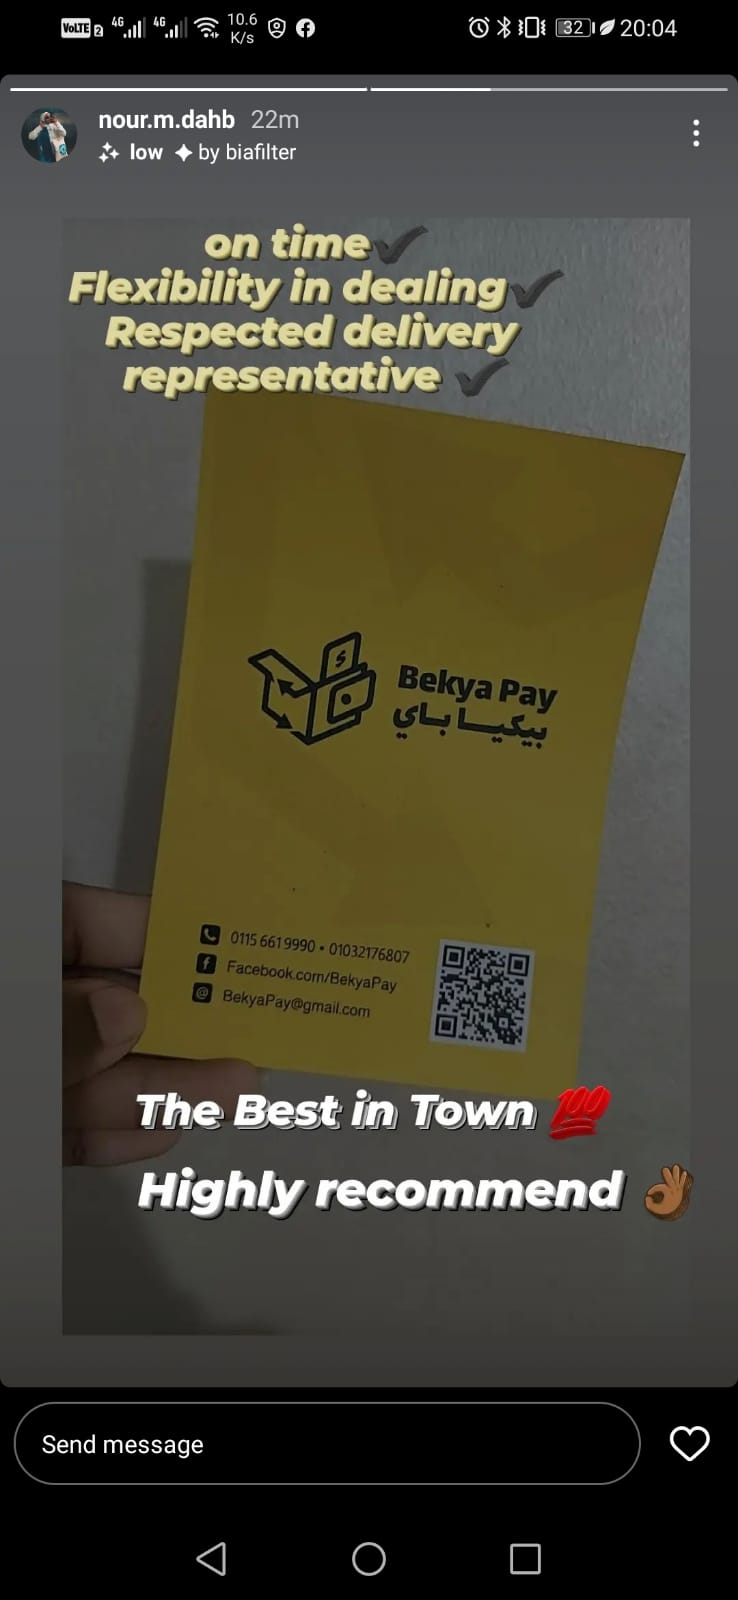 VoLTE 2 4G 4G 10.6 K/s 32 20:04
nour.m.dahb 22m
low by biafilter
on time✔
Flexibility in dealing✔
Respected delivery
representative ✔
$
Bekya Pay
بيكيا باي
0115 6619990 • 01032176807
f Facebook.com/BekyaPay
@ BekyaPay@gmail.com
The Best in Town 💯
Highly recommend 👌🏾
Send message